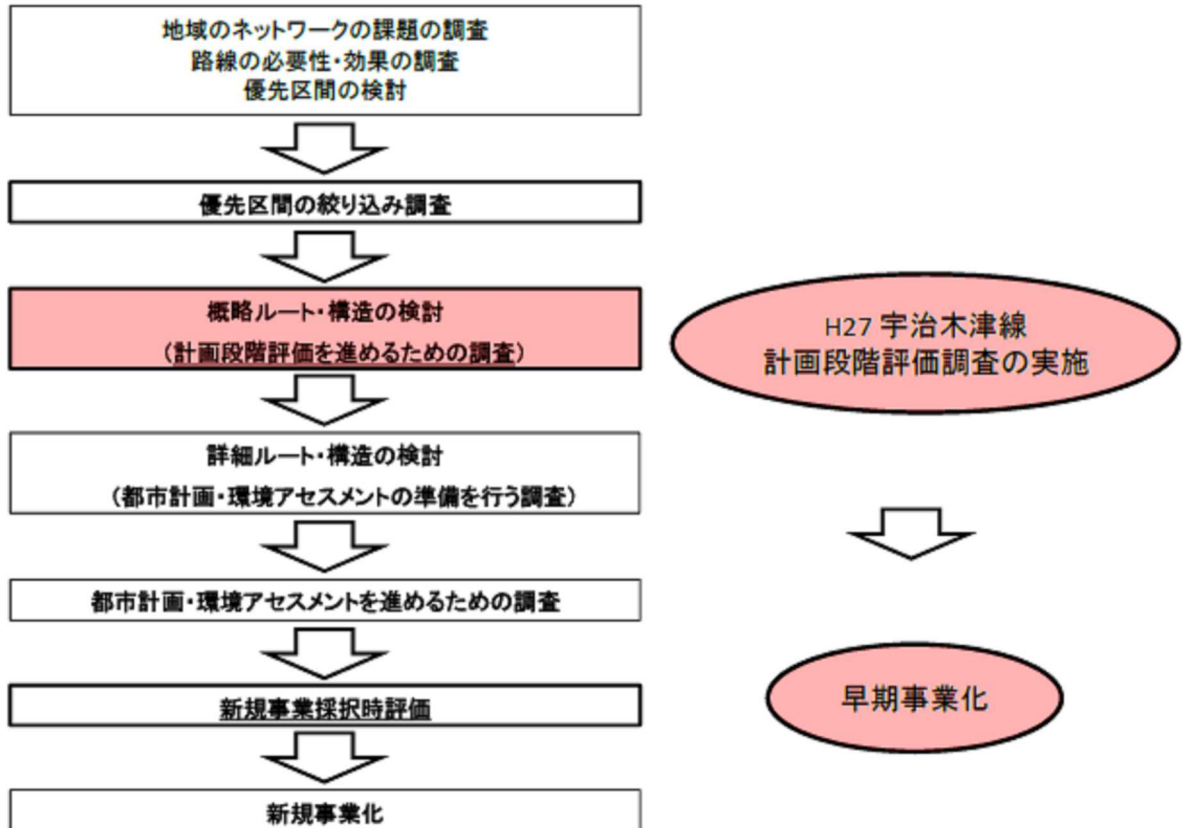 地域のネットワークの課題の調査
路線の必要性・効果の調査
優先区間の検討
優先区間の絞り込み調査
概略ルート・構造の検討
(計画段階評価を進めるための調査)
詳細ルート・構造の検討
(都市計画・環境アセスメントの準備を行う調査)
都市計画・環境アセスメントを進めるための調査
新規事業採択時評価
新規事業化
H27 宇治木津線
計画段階評価調査の実施
早期事業化